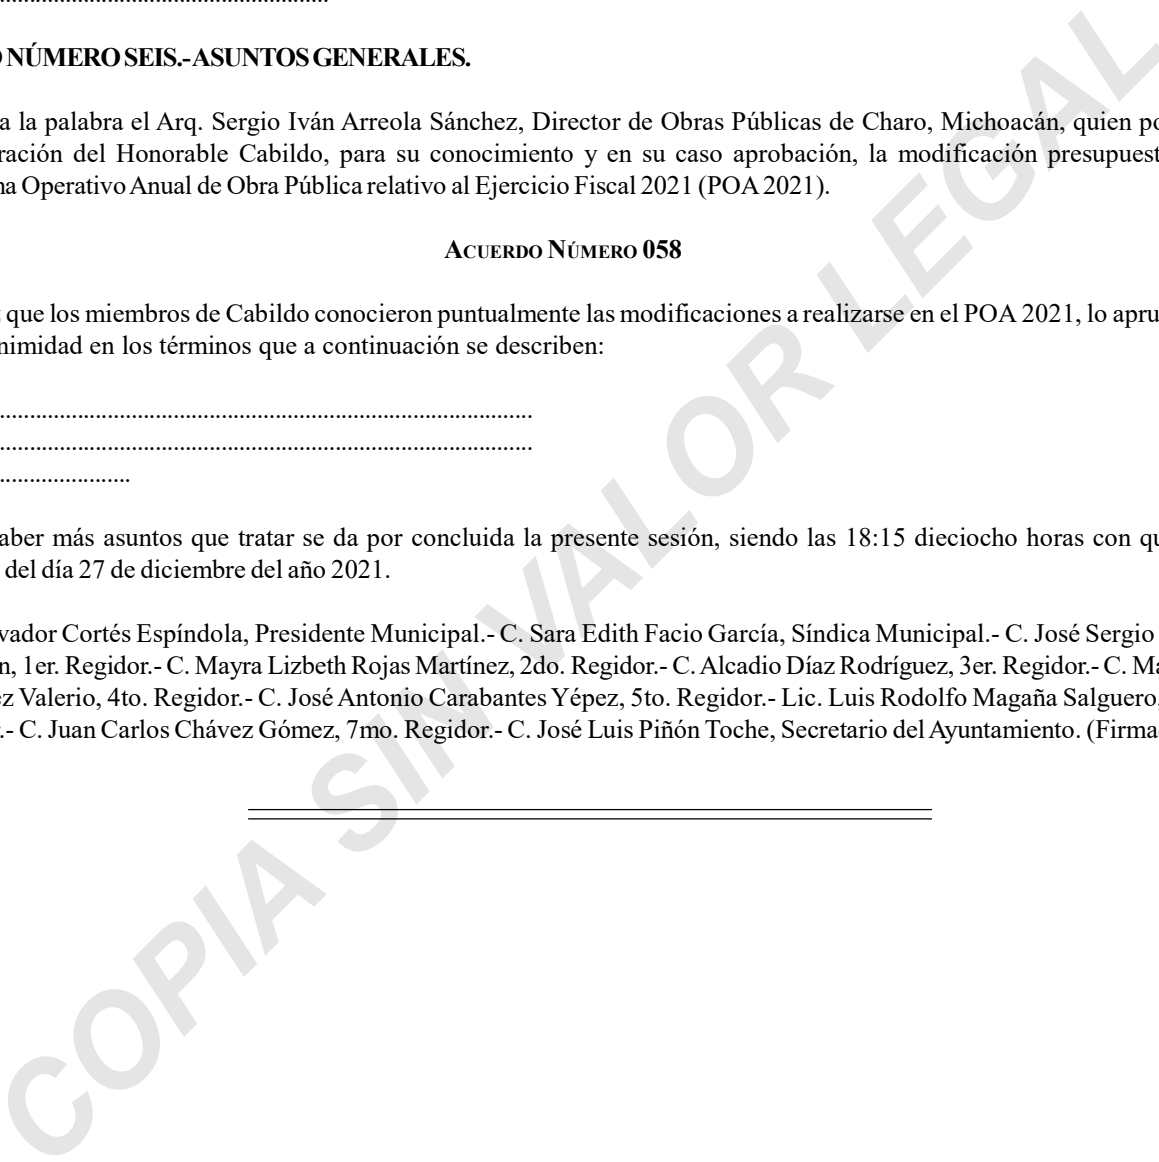 .......................................................
NÚMERO SEIS.- ASUNTOS GENERALES.
a la palabra el Arq. Sergio Iván Arreola Sánchez, Director de Obras Públicas de Charo, Michoacán, quien po
ración del Honorable Cabildo, para su conocimiento y en su caso aprobación, la modificación presupuest
na Operativo Anual de Obra Pública relativo al Ejercicio Fiscal 2021 (POA 2021).
ACUERDO NÚMERO 058
que los miembros de Cabildo conocieron puntualmente las modificaciones a realizarse en el POA 2021, lo apru
nimidad en los términos que a continuación se describen:
.........................................................................................
.........................................................................................
......................
aber más asuntos que tratar se da por concluida la presente sesión, siendo las 18:15 dieciocho horas con qu
del día 27 de diciembre del año 2021.
vador Cortés Espíndola, Presidente Municipal.- C. Sara Edith Facio García, Síndica Municipal.- C. José Sergio
n, 1er. Regidor.- C. Mayra Lizbeth Rojas Martínez, 2do. Regidor.- C. Alcadio Díaz Rodríguez, 3er. Regidor.- C. Ma
ez Valerio, 4to. Regidor.- C. José Antonio Carabantes Yépez, 5to. Regidor.- Lic. Luis Rodolfo Magaña Salguero,
.- C. Juan Carlos Chávez Gómez, 7mo. Regidor.- C. José Luis Piñón Toche, Secretario del Ayuntamiento. (Firma
COPIA SIN VALOR LEGAL